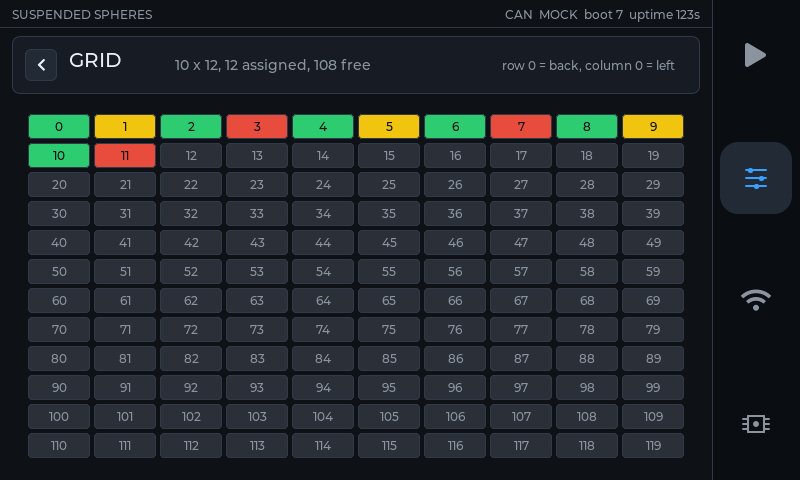 SUSPENDED SPHERES CAN MOCK boot 7 uptime 123s
GRID 10 x 12, 12 assigned, 108 free row 0 = back, column 0 = left
0 1 2 3 4 5 6 7 8 9
10 11 12 13 14 15 16 17 18 19
20 21 22 23 24 25 26 27 28 29
30 31 32 33 34 35 36 37 38 39
40 41 42 43 44 45 46 47 48 49
50 51 52 53 54 55 56 57 58 59
60 61 62 63 64 65 66 67 68 69
70 71 72 73 74 75 76 77 78 79
80 81 82 83 84 85 86 87 88 89
90 91 92 93 94 95 96 97 98 99
100 101 102 103 104 105 106 107 108 109
110 111 112 113 114 115 116 117 118 119